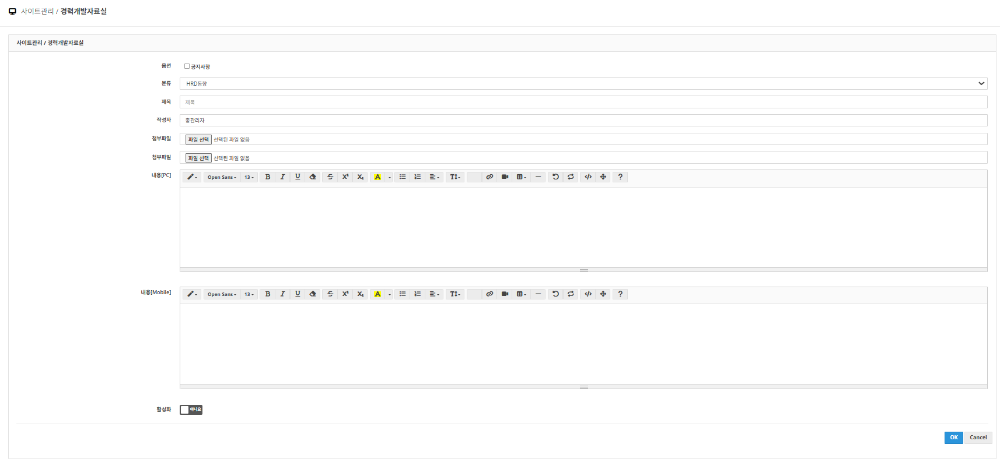 사이트관리 / 경력개발자료실
사이트관리 / 경력개발자료실
옵션 공지사항
분류 HRD동향
제목 제목
작성자 총관리자
첨부파일 파일 선택 선택된 파일 없음
첨부파일 파일 선택 선택된 파일 없음
내용[PC] Open Sans 13 B I U S X¹ X₁ A T ?
내용[Mobile] Open Sans 13 B I U S X¹ X₁ A T ?
활성화 아니요
OK Cancel